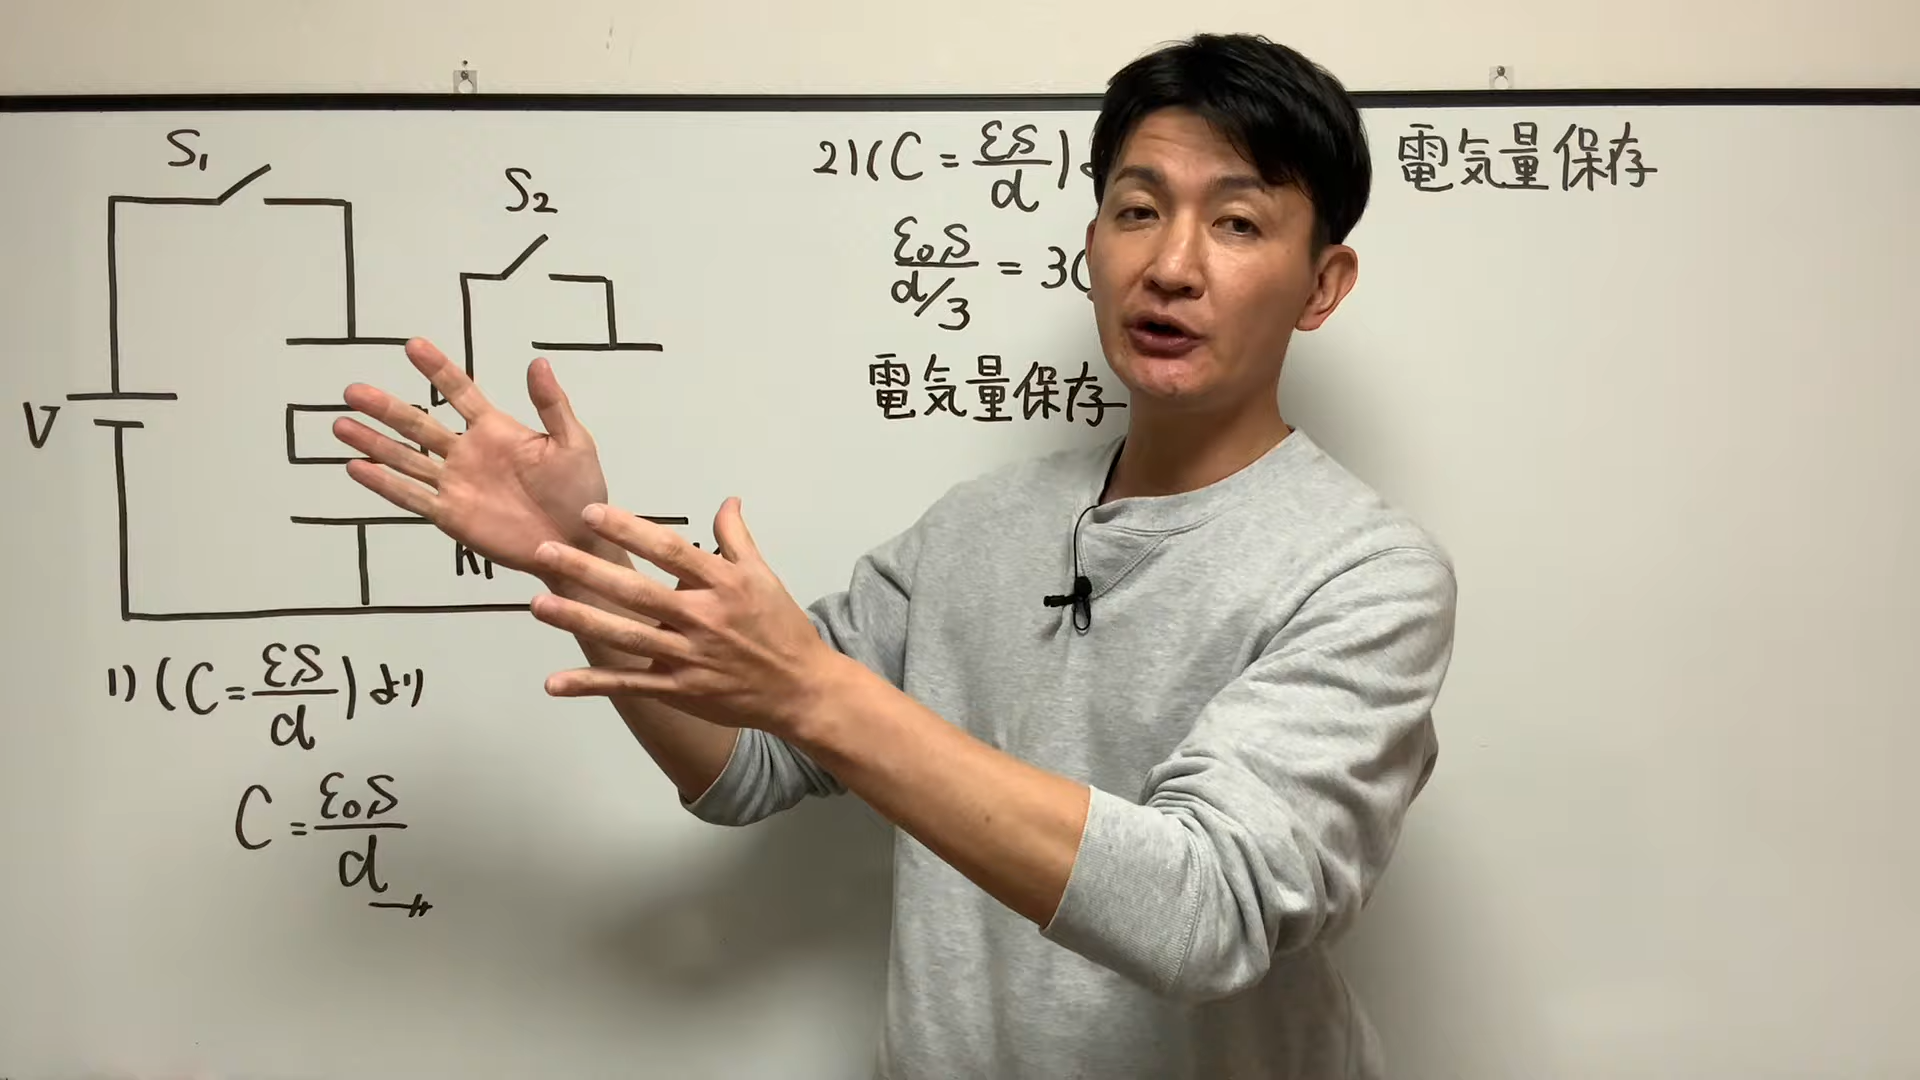 S₁
S₂
V
1) (C = εS/d) より
C = ε₀S/d
2) (C = εS/d)
ε₀S/(d/3) = 3C
電気量保存
電気量保存